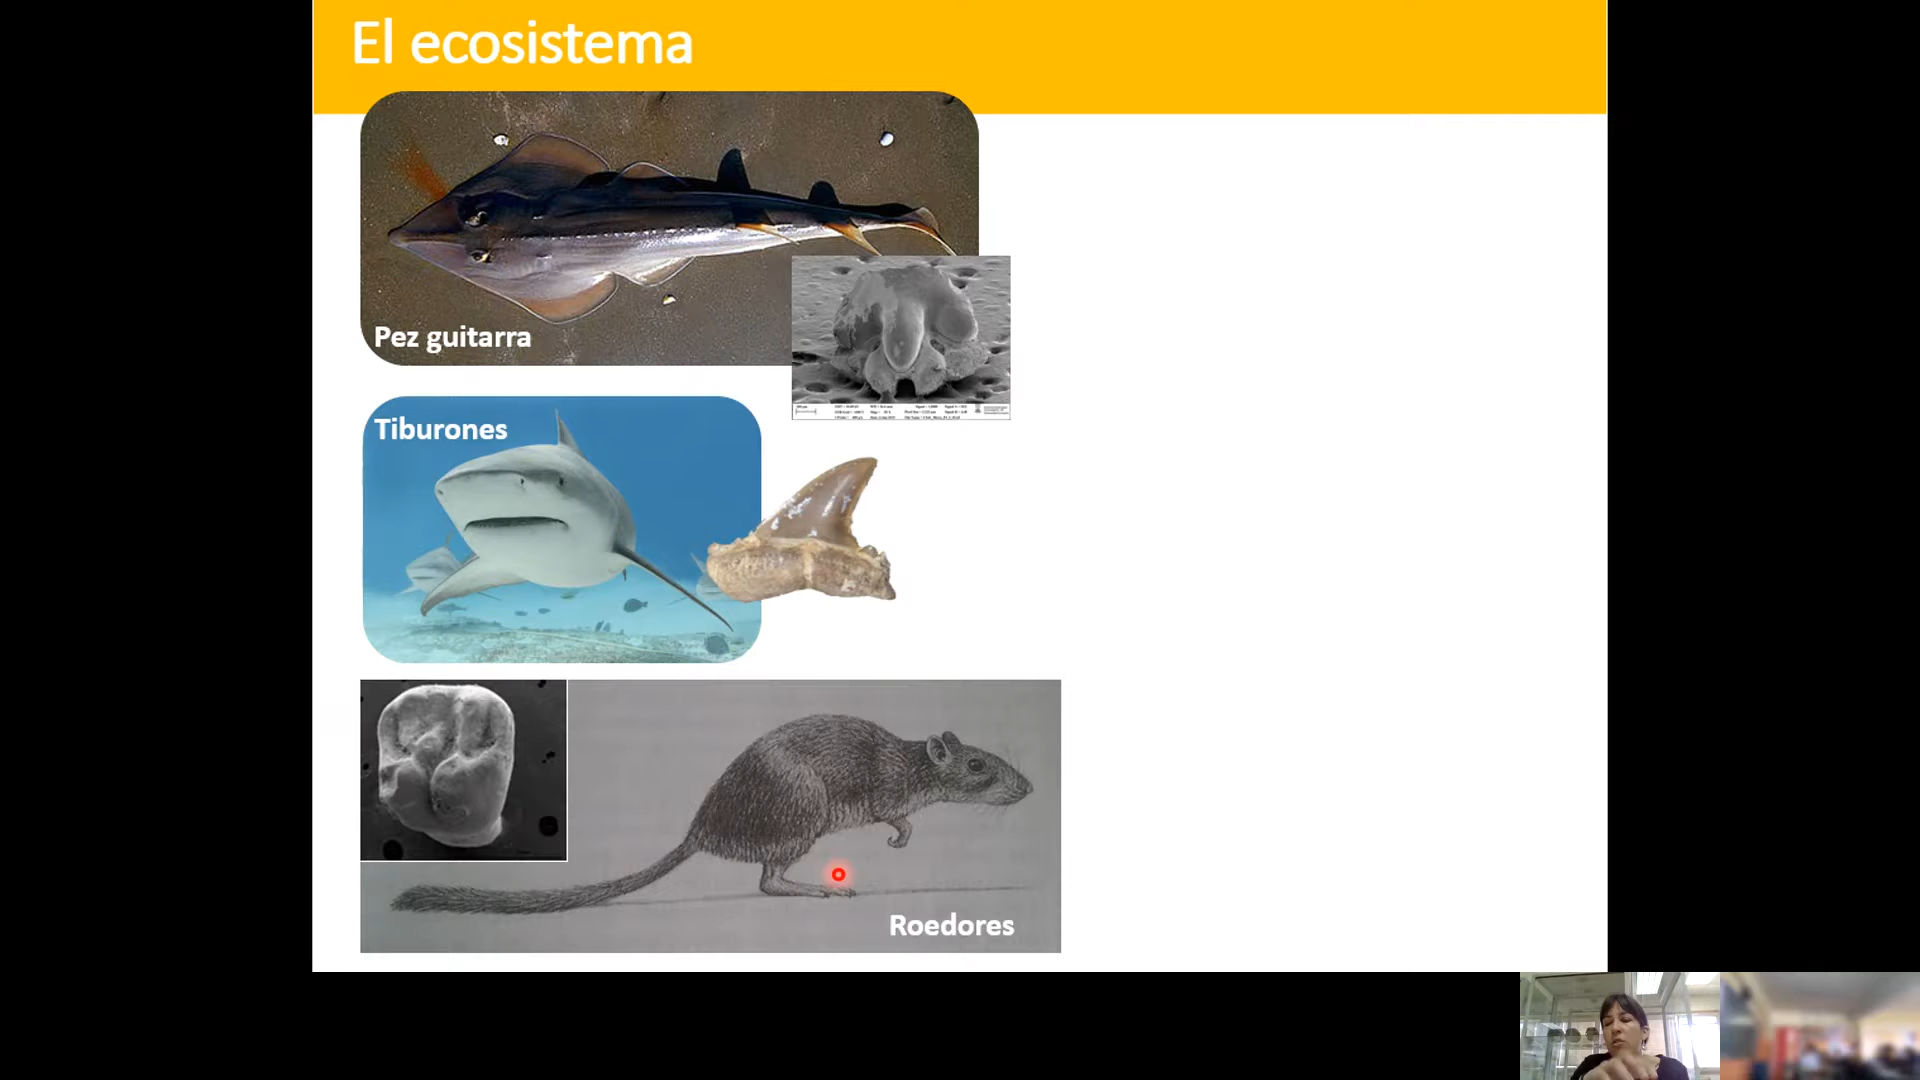 El ecosistema
Pez guitarra
Tiburones
Roedores